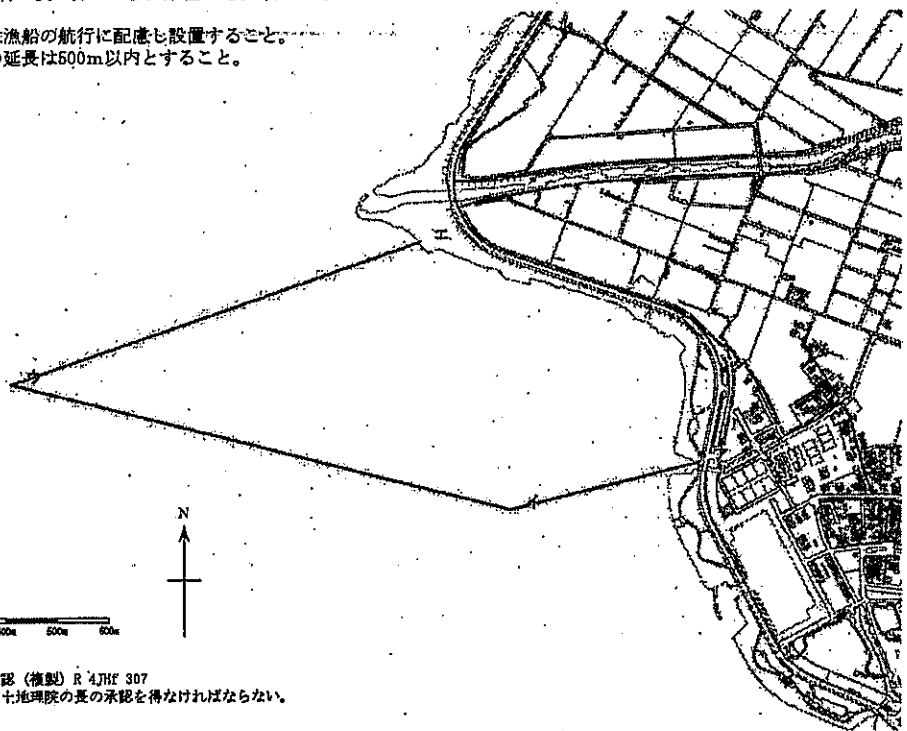 漁船の航行に配慮し設置すること。
延長は500m以内とすること。
N
500m 600m
認（複製）R 4JHf 307
土地理院の長の承認を得なければならない。